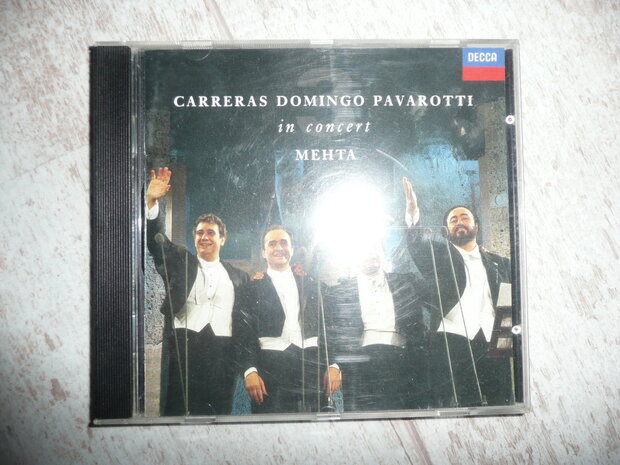 DECCA
CARRERAS DOMINGO PAVAROTTI
in concert
MEHTA